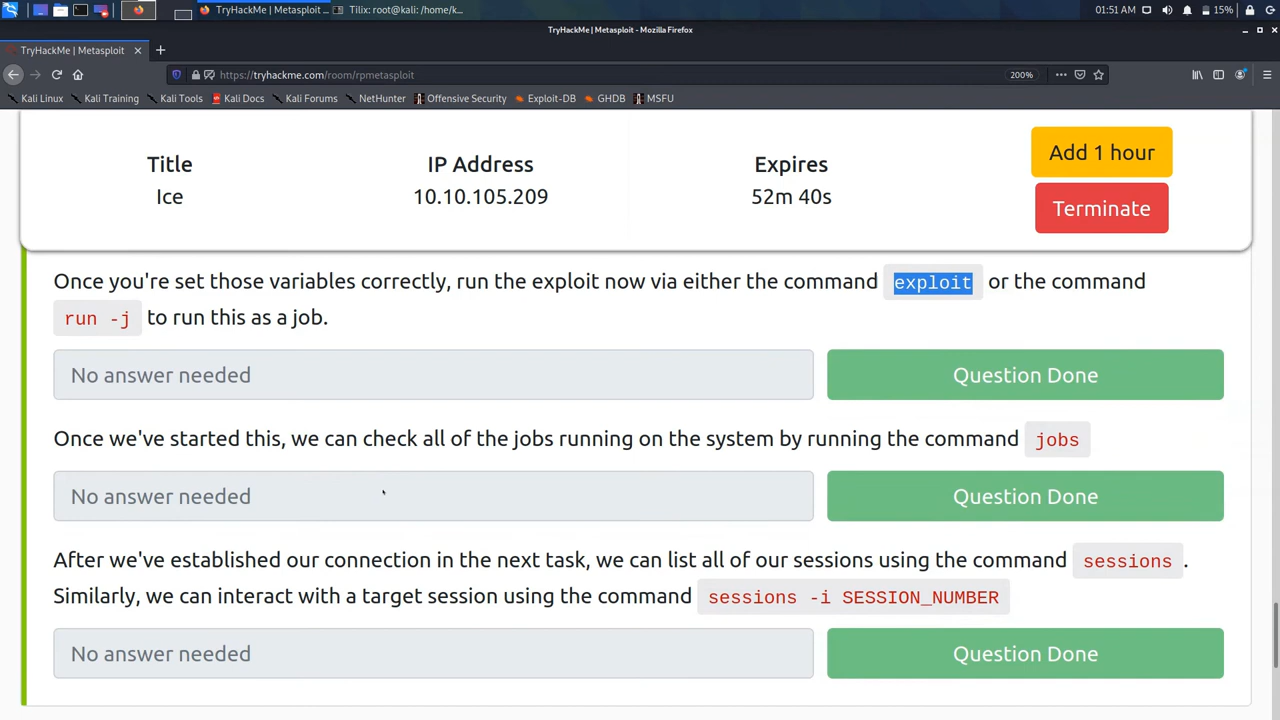 TryHackMe | Metasploit ...
Tilix: root@kali: /home/k...
01:51 AM
15%
TryHackMe | Metasploit - Mozilla Firefox
TryHackMe | Metasploit
https://tryhackme.com/room/rpmetasploit
200%
Kali Linux
Kali Training
Kali Tools
Kali Docs
Kali Forums
NetHunter
Offensive Security
Exploit-DB
GHDB
MSFU
Title
IP Address
Expires
Add 1 hour
Ice
10.10.105.209
52m 40s
Terminate
Once you're set those variables correctly, run the exploit now via either the command exploit or the command
run -j to run this as a job.
No answer needed
Question Done
Once we've started this, we can check all of the jobs running on the system by running the command jobs
No answer needed
Question Done
After we've established our connection in the next task, we can list all of our sessions using the command sessions .
Similarly, we can interact with a target session using the command sessions -i SESSION_NUMBER
No answer needed
Question Done